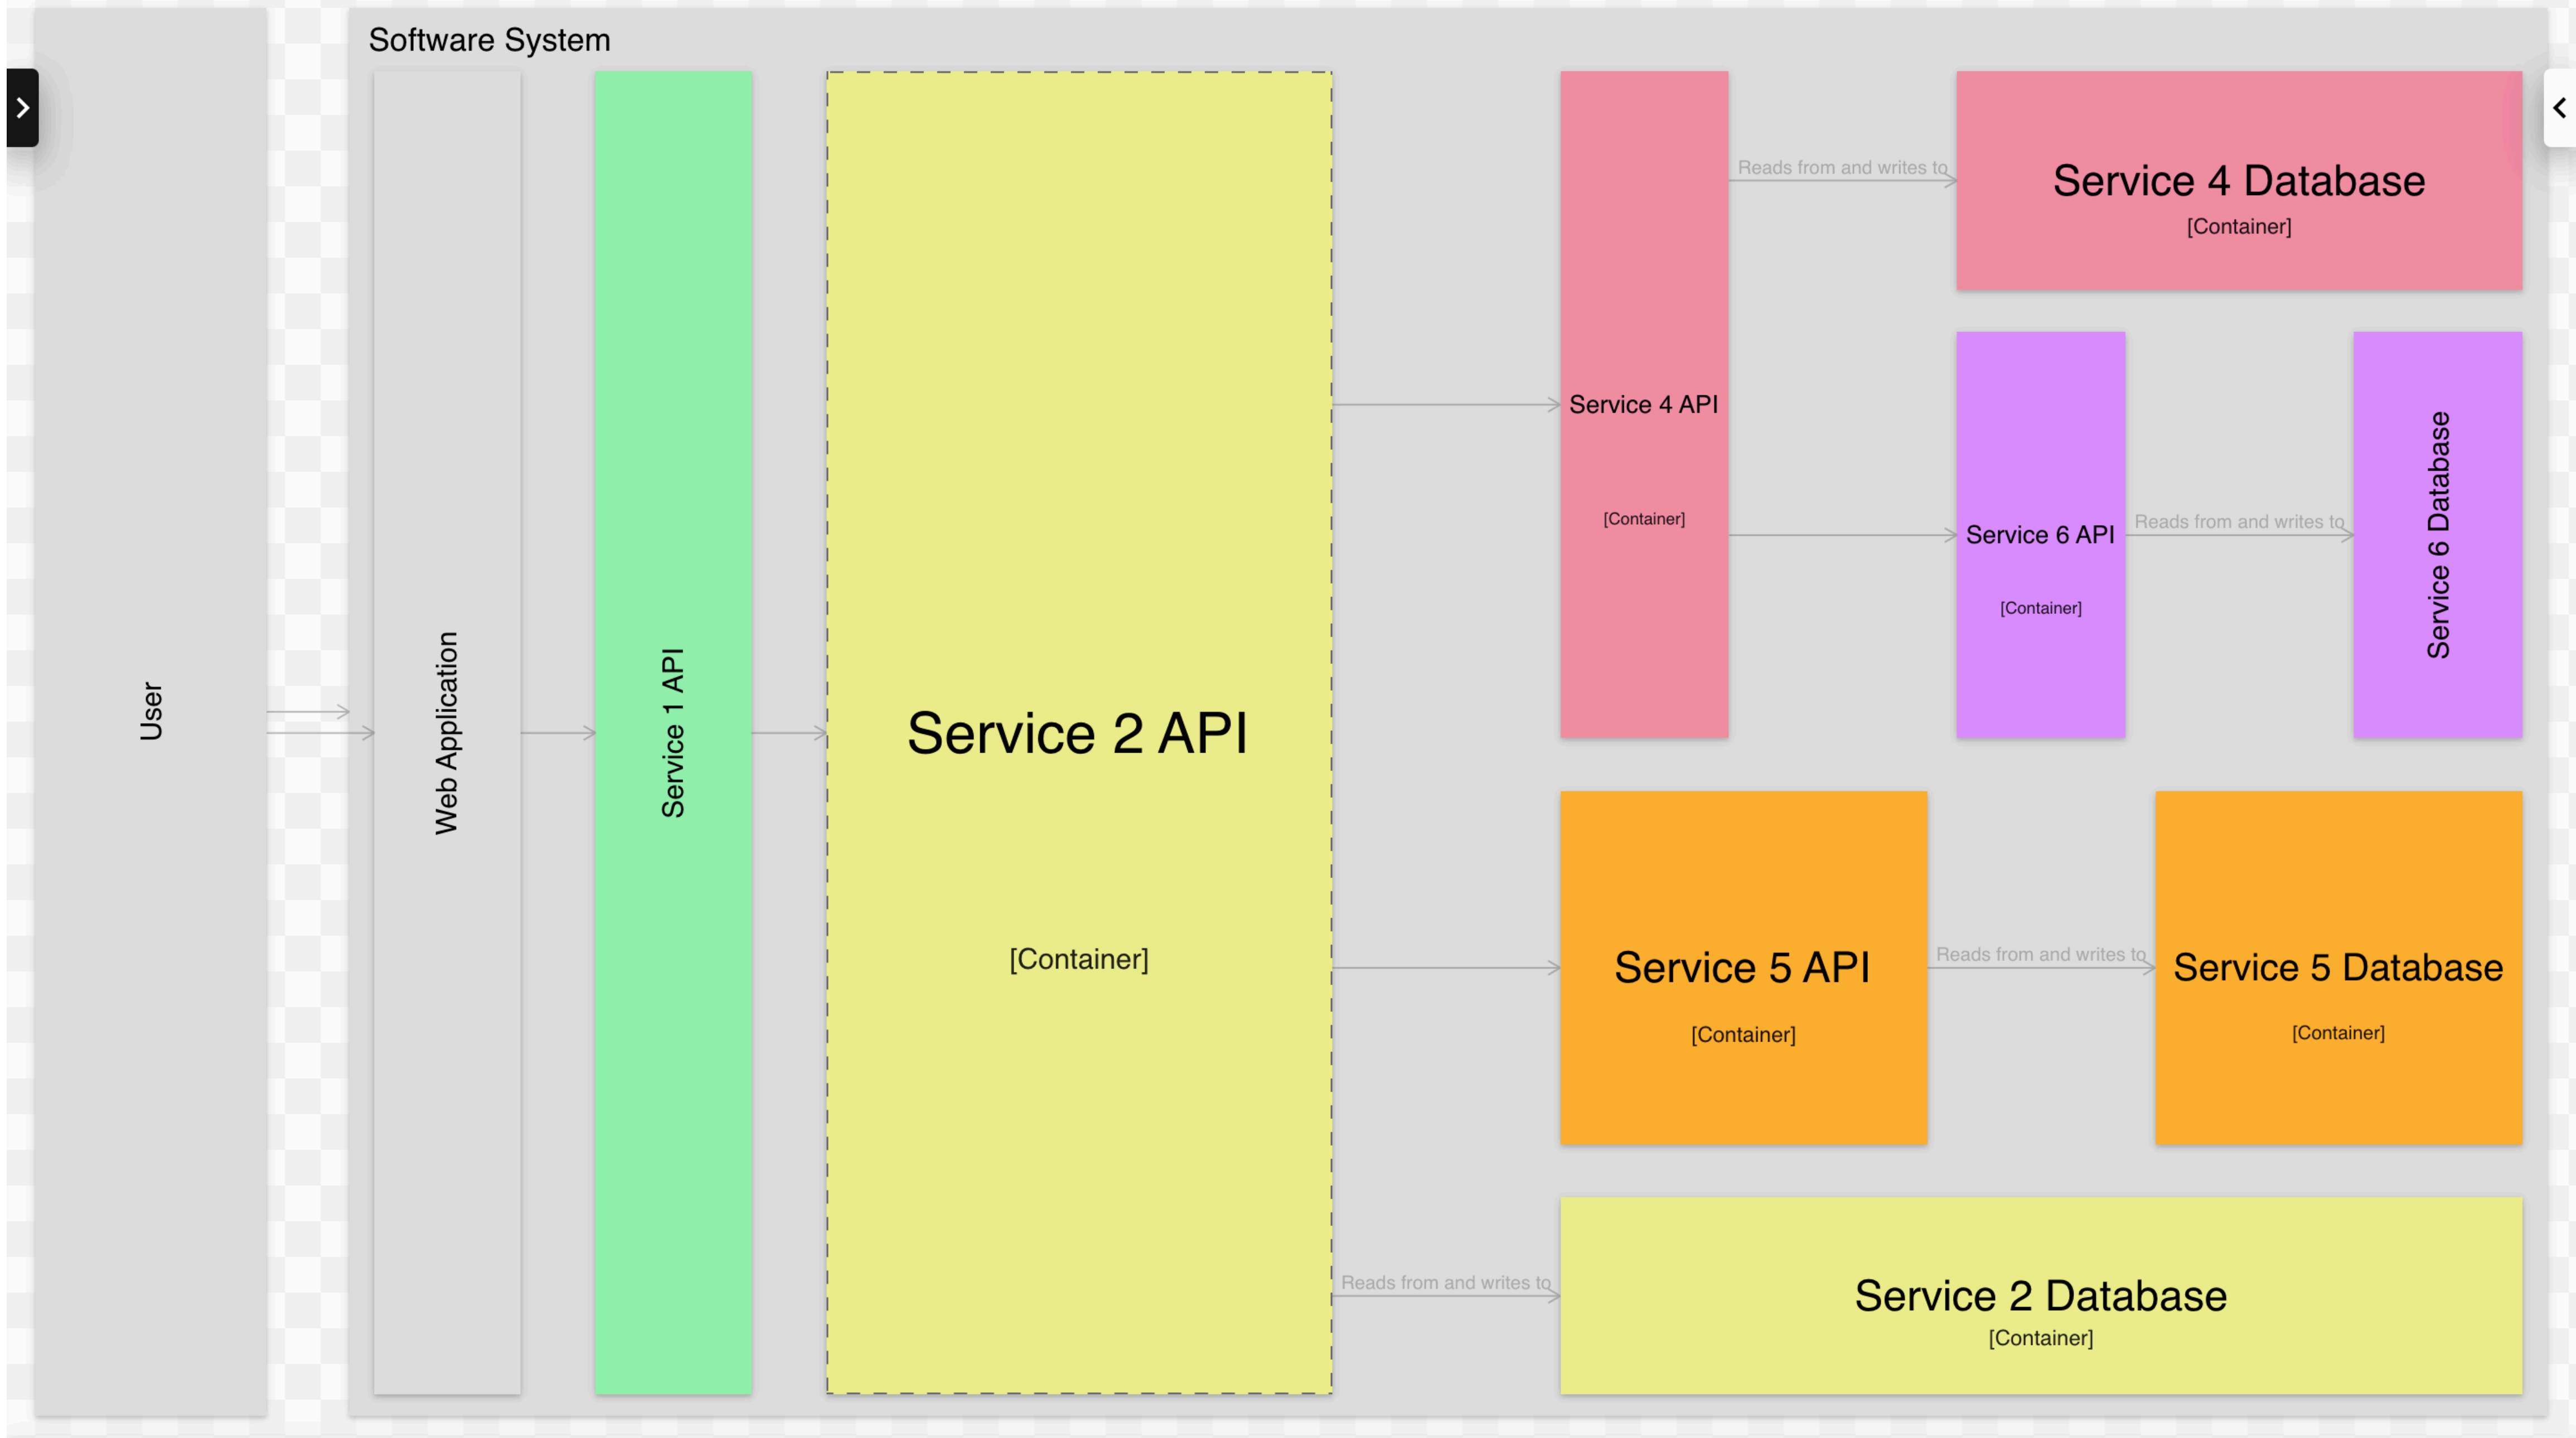 Software System
User
Web Application
Service 1 API
Service 2 API
[Container]
Service 4 API
[Container]
Reads from and writes to
Service 4 Database
[Container]
Service 6 API
[Container]
Reads from and writes to
Service 6 Database
Service 5 API
[Container]
Reads from and writes to
Service 5 Database
[Container]
Reads from and writes to
Service 2 Database
[Container]